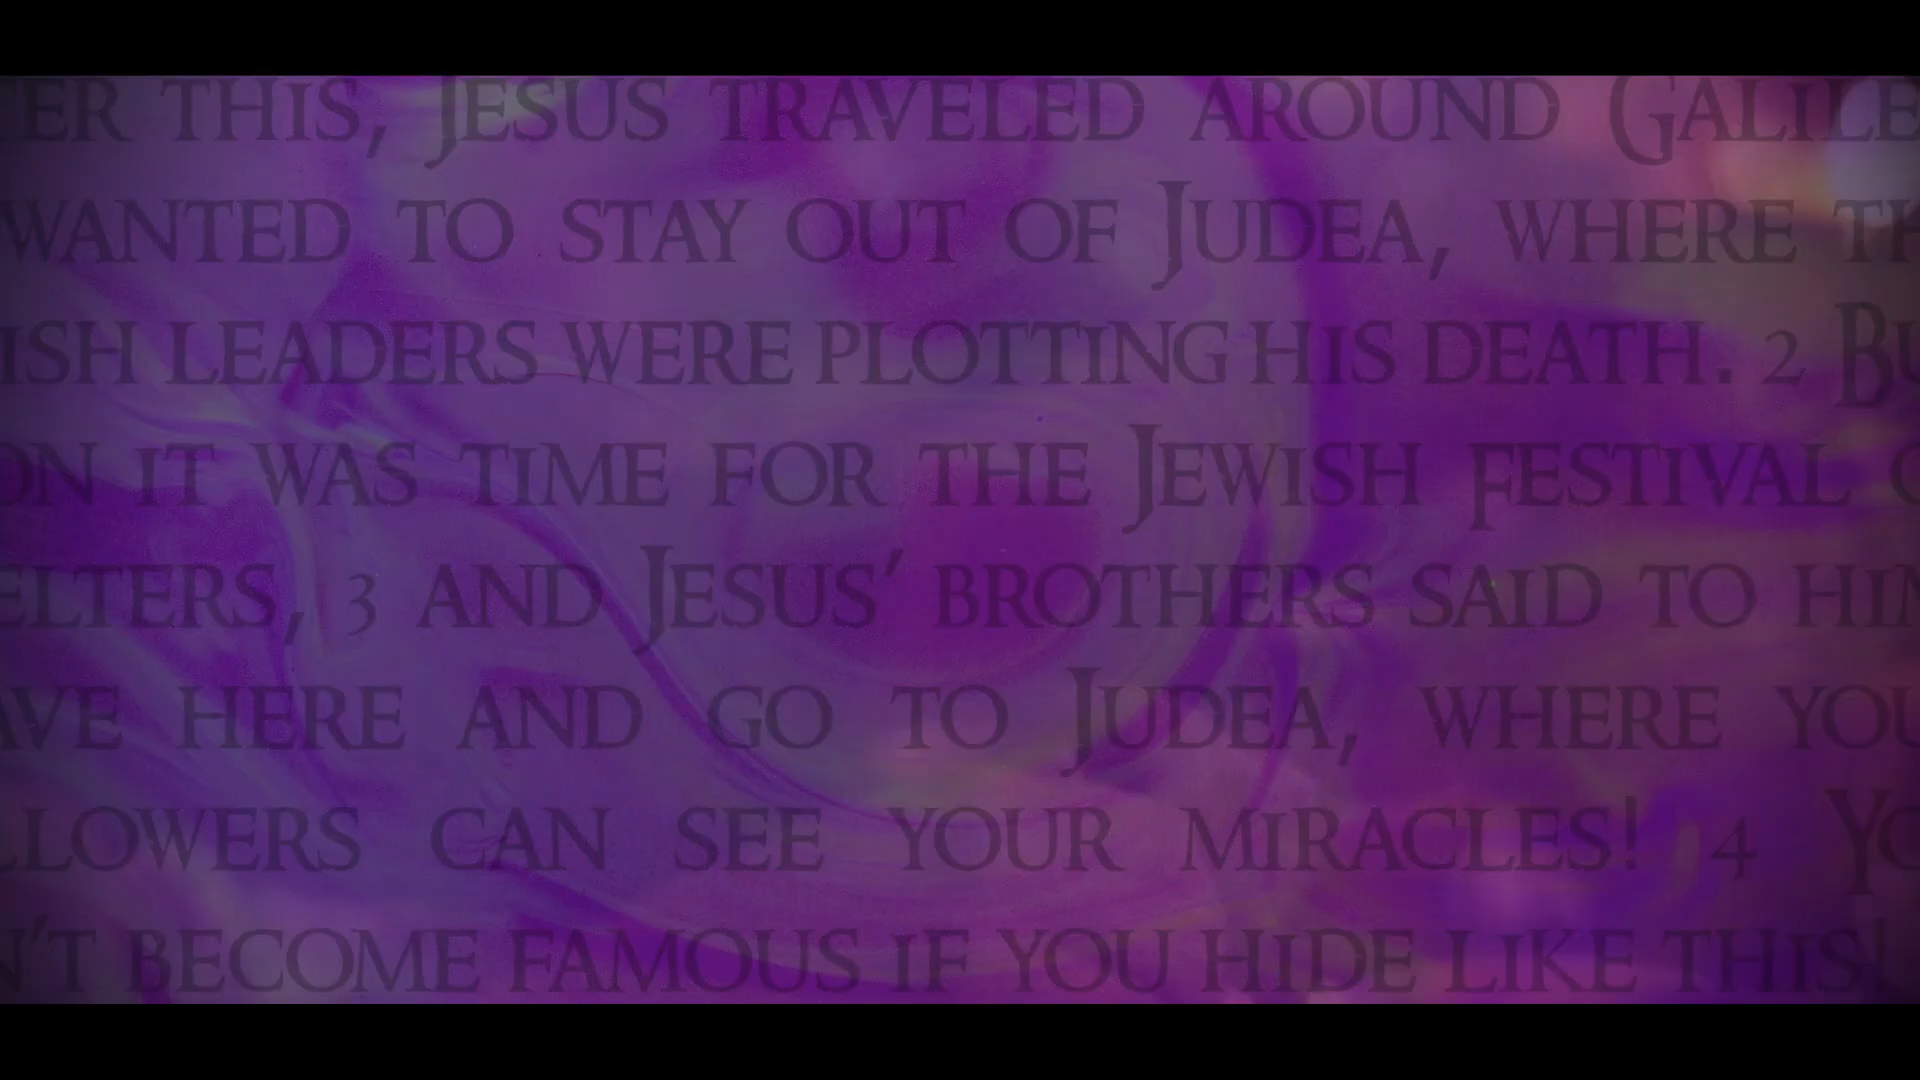 ER THIS, JESUS TRAVELED AROUND GALILE
WANTED TO STAY OUT OF JUDEA, WHERE TH
ISH LEADERS WERE PLOTTING HIS DEATH. 2 BU
ON IT WAS TIME FOR THE JEWISH FESTIVAL O
ELTERS, 3 AND JESUS' BROTHERS SAID TO HIM
AVE HERE AND GO TO JUDEA, WHERE YOU
LLOWERS CAN SEE YOUR MIRACLES! 4 YO
N'T BECOME FAMOUS IF YOU HIDE LIKE THIS!